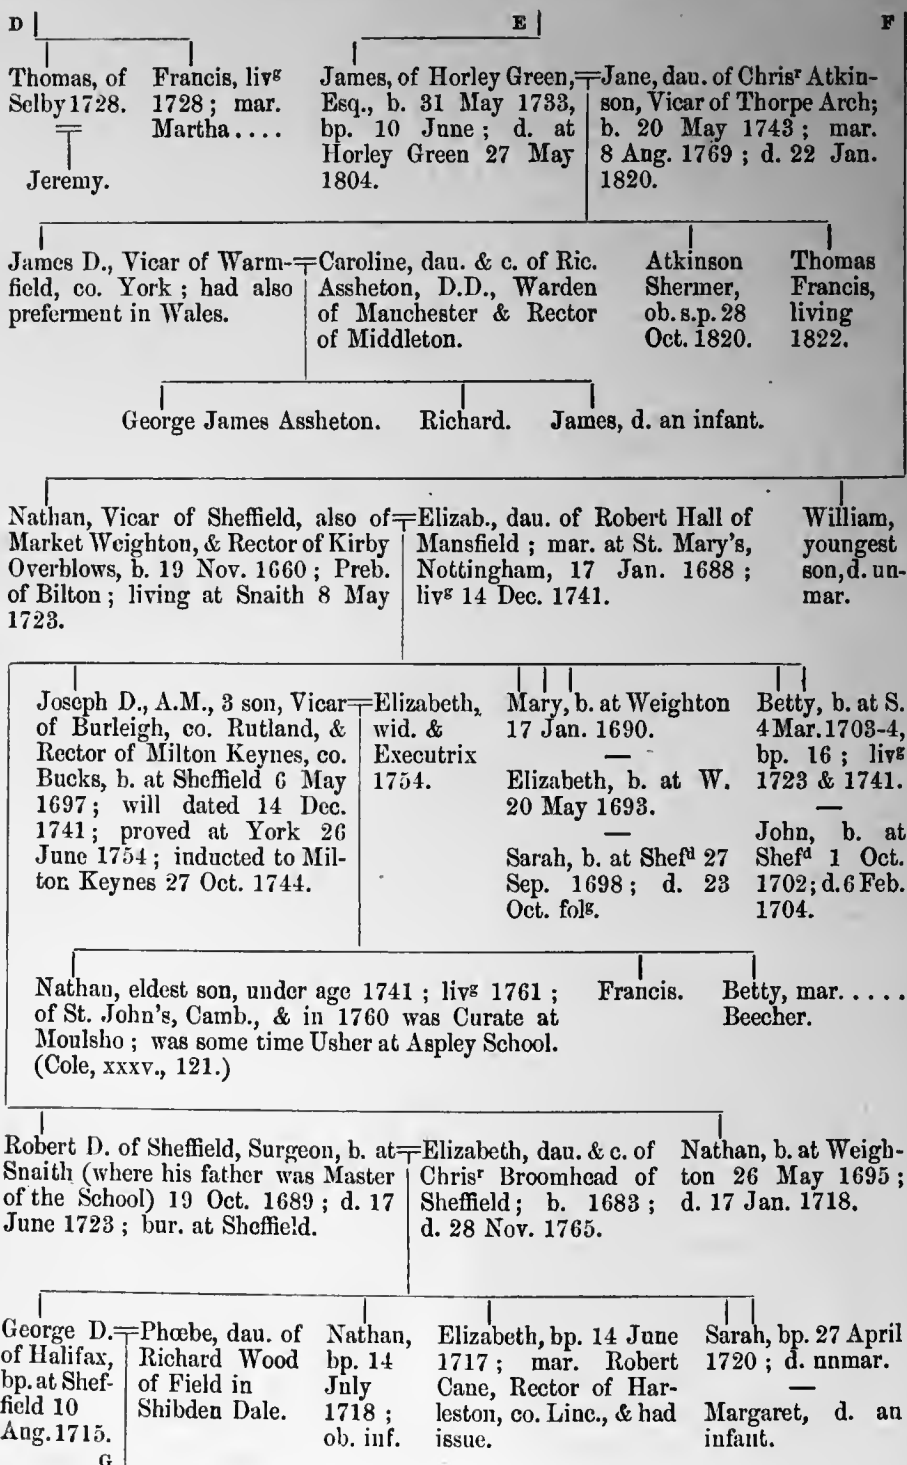 D E F
Thomas, of
Selby 1728.
Jeremy.
Francis, livg
1728; mar.
Martha....
James, of Horley Green,
Esq., b. 31 May 1733,
bp. 10 June; d. at
Horley Green 27 May
1804.
Jane, dau. of Chrisr Atkin-
son, Vicar of Thorpe Arch;
b. 20 May 1743; mar.
8 Aug. 1769; d. 22 Jan.
1820.
James D., Vicar of Warm-
field, co. York; had also
preferment in Wales.
Caroline, dau. & c. of Ric.
Assheton, D.D., Warden
of Manchester & Rector
of Middleton.
Atkinson
Shermer,
ob. s.p. 28
Oct. 1820.
Thomas
Francis,
living
1822.
George James Assheton. Richard. James, d. an infant.
Nathan, Vicar of Sheffield, also of
Market Weighton, & Rector of Kirby
Overblows, b. 19 Nov. 1660; Preb.
of Bilton; living at Snaith 8 May
1723.
Elizab., dau. of Robert Hall of
Mansfield; mar. at St. Mary's,
Nottingham, 17 Jan. 1688;
livg 14 Dec. 1741.
William,
youngest
son, d. un-
mar.
Joseph D., A.M., 3 son, Vicar
of Burleigh, co. Rutland, &
Rector of Milton Keynes, co.
Bucks, b. at Sheffield 6 May
1697; will dated 14 Dec.
1741; proved at York 26
June 1754; inducted to Mil-
ton Keynes 27 Oct. 1744.
Elizabeth,
wid. &
Executrix
1754.
Mary, b. at Weighton
17 Jan. 1690.
—
Elizabeth, b. at W.
20 May 1693.
—
Sarah, b. at Shefd 27
Sep. 1698; d. 23
Oct. folg.
Betty, b. at S.
4 Mar. 1703-4,
bp. 16; livg
1723 & 1741.
—
John, b. at
Shefd 1 Oct.
1702; d. 6 Feb.
1704.
Nathan, eldest son, under age 1741; livg 1761;
of St. John's, Camb., & in 1760 was Curate at
Moulsho; was some time Usher at Aspley School.
(Cole, xxxv., 121.)
Francis.
Betty, mar.....
Beecher.
Robert D. of Sheffield, Surgeon, b. at
Snaith (where his father was Master
of the School) 19 Oct. 1689; d. 17
June 1723; bur. at Sheffield.
Elizabeth, dau. & c. of
Chrisr Broomhead of
Sheffield; b. 1683;
d. 28 Nov. 1765.
Nathan, b. at Weigh-
ton 26 May 1695;
d. 17 Jan. 1718.
George D.
of Halifax,
bp. at Shef-
field 10
Aug. 1715.
G
Phœbe, dau. of
Richard Wood
of Field in
Shibden Dale.
Nathan,
bp. 14
July
1718;
ob. inf.
Elizabeth, bp. 14 June
1717; mar. Robert
Cane, Rector of Har-
leston, co. Linc., & had
issue.
Sarah, bp. 27 April
1720; d. unmar.
—
Margaret, d. an
infant.